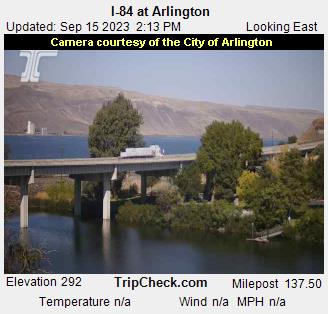 I-84 at Arlington
Updated: Sep 15 2023 2:13 PM Looking East
Camera courtesy of the City of Arlington
Elevation 292 TripCheck.com Milepost 137.50
Temperature n/a Wind n/a MPH n/a